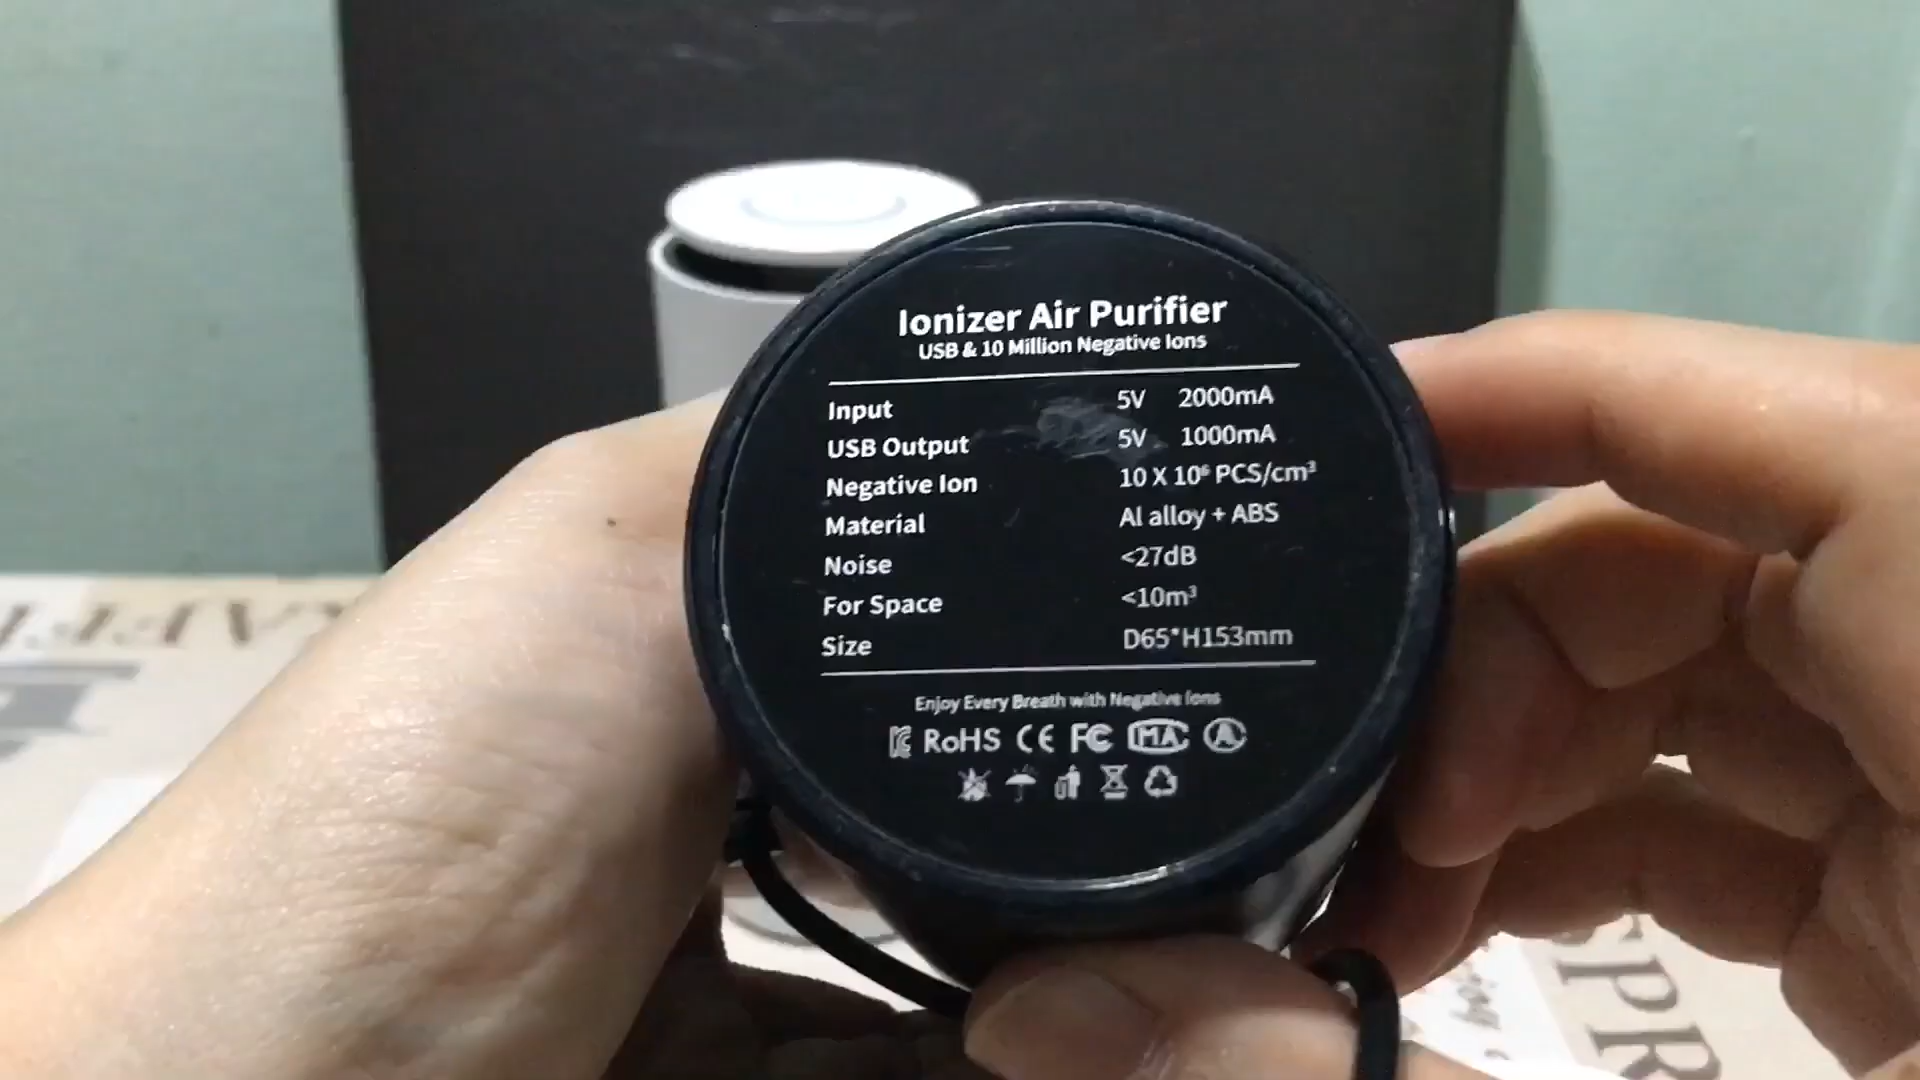 Ionizer Air Purifier
USB & 10 Million Negative Ions
Input 5V 2000mA
USB Output 5V 1000mA
Negative Ion 10 X 10⁶ PCS/cm³
Material Al alloy + ABS
Noise <27dB
For Space <10m³
Size D65*H153mm
Enjoy Every Breath with Negative Ions
RoHS CE FC MA A
SPR